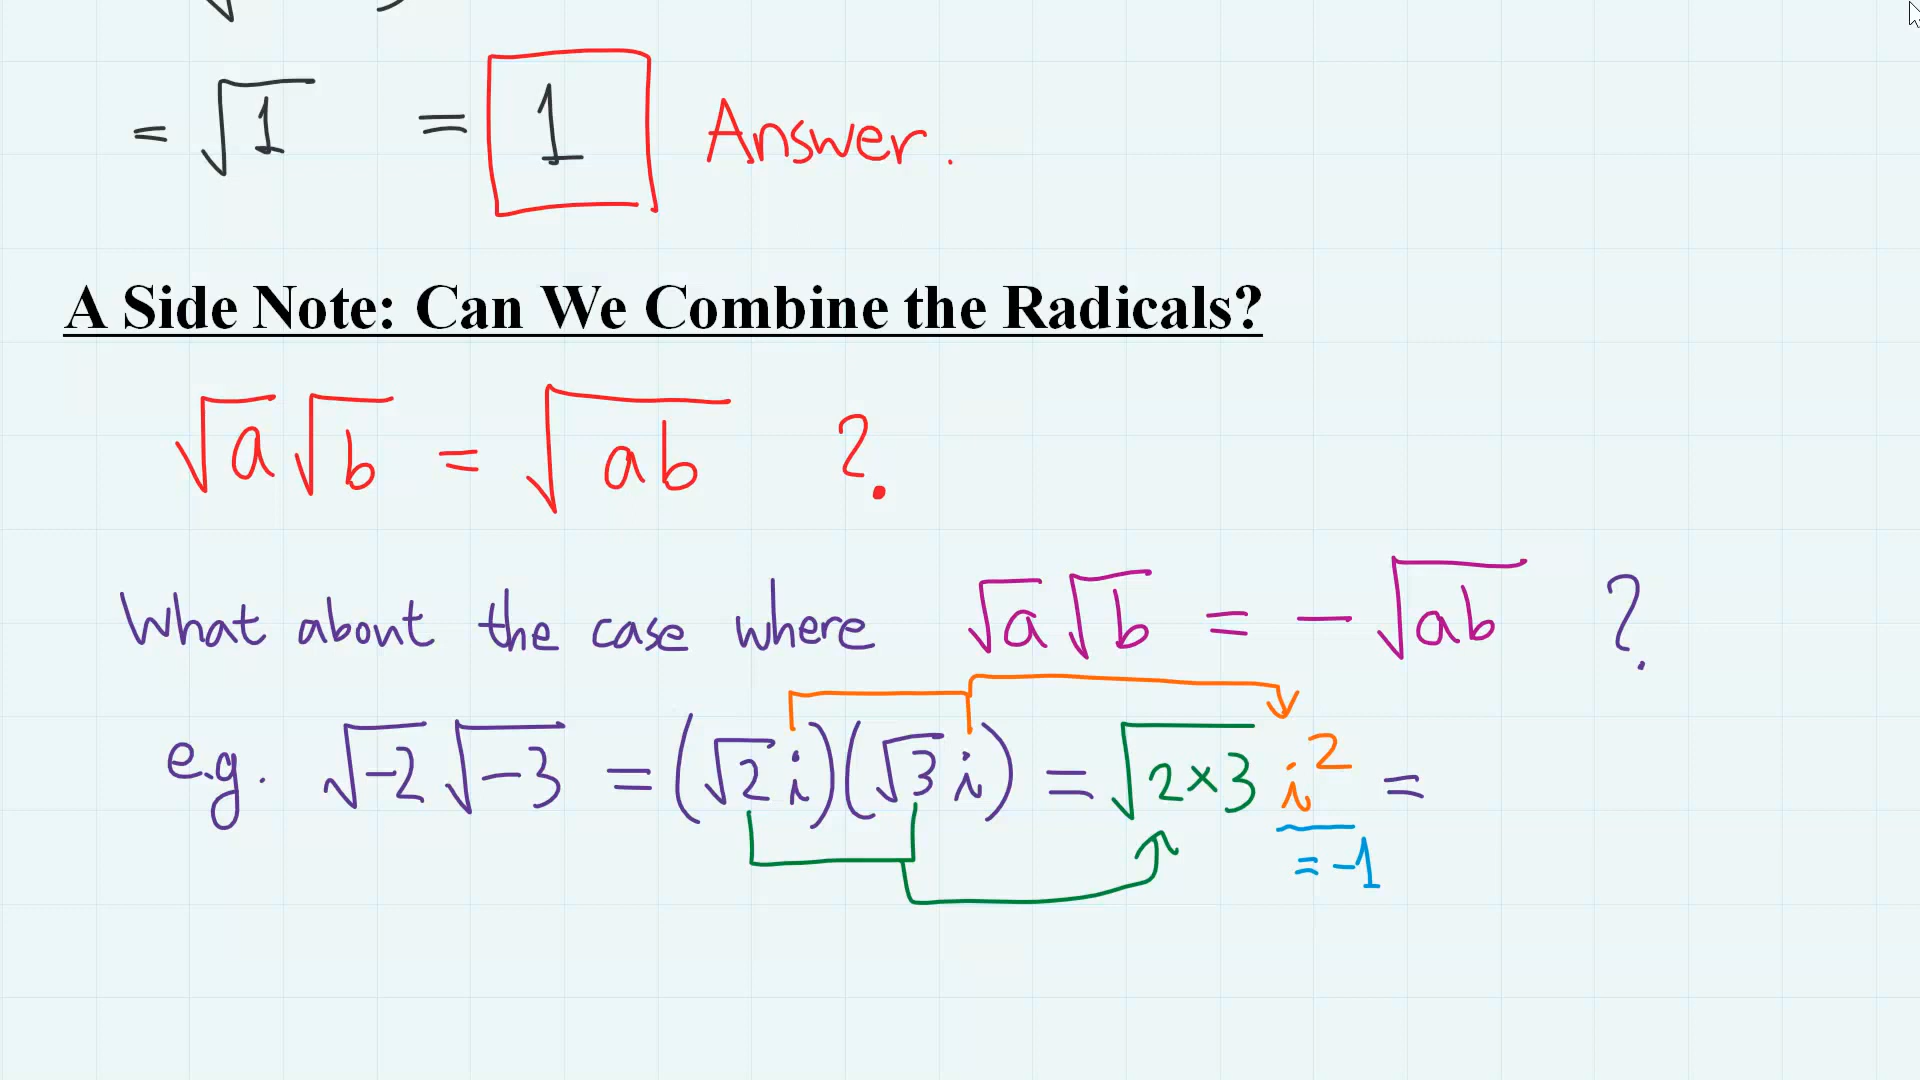 = √1 = 1 Answer.
A Side Note: Can We Combine the Radicals?
√a √b = √ab ?
What about the case where √a √b = -√ab ?
e.g. √-2 √-3 = (√2 i)(√3 i) = √2×3 i² =
= -1